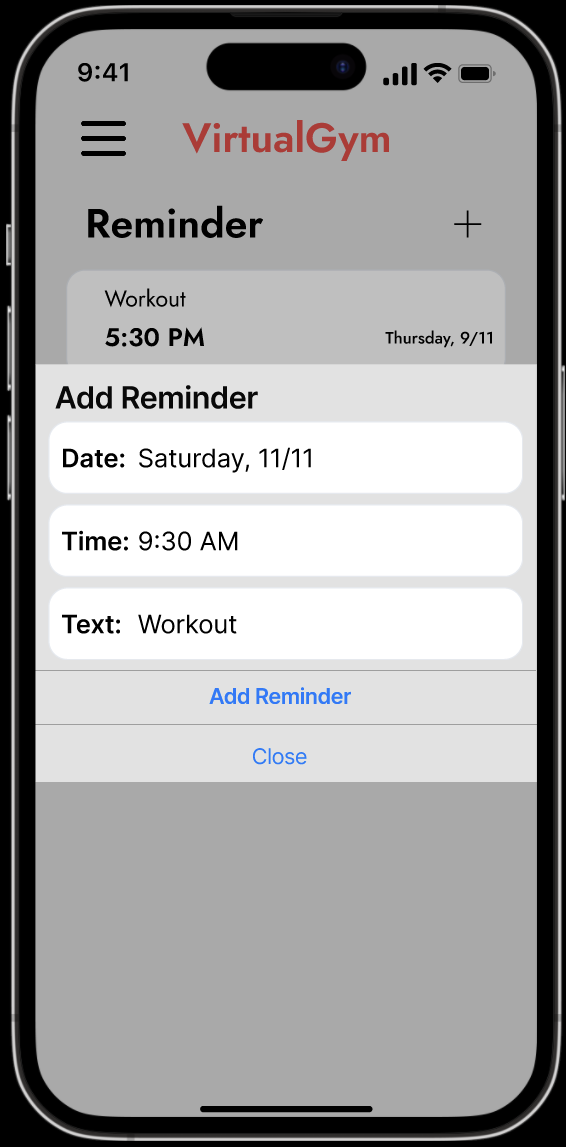 9:41
VirtualGym
Reminder
Workout
5:30 PM Thursday, 9/11
Add Reminder
Date: Saturday, 11/11
Time: 9:30 AM
Text: Workout
Add Reminder
Close